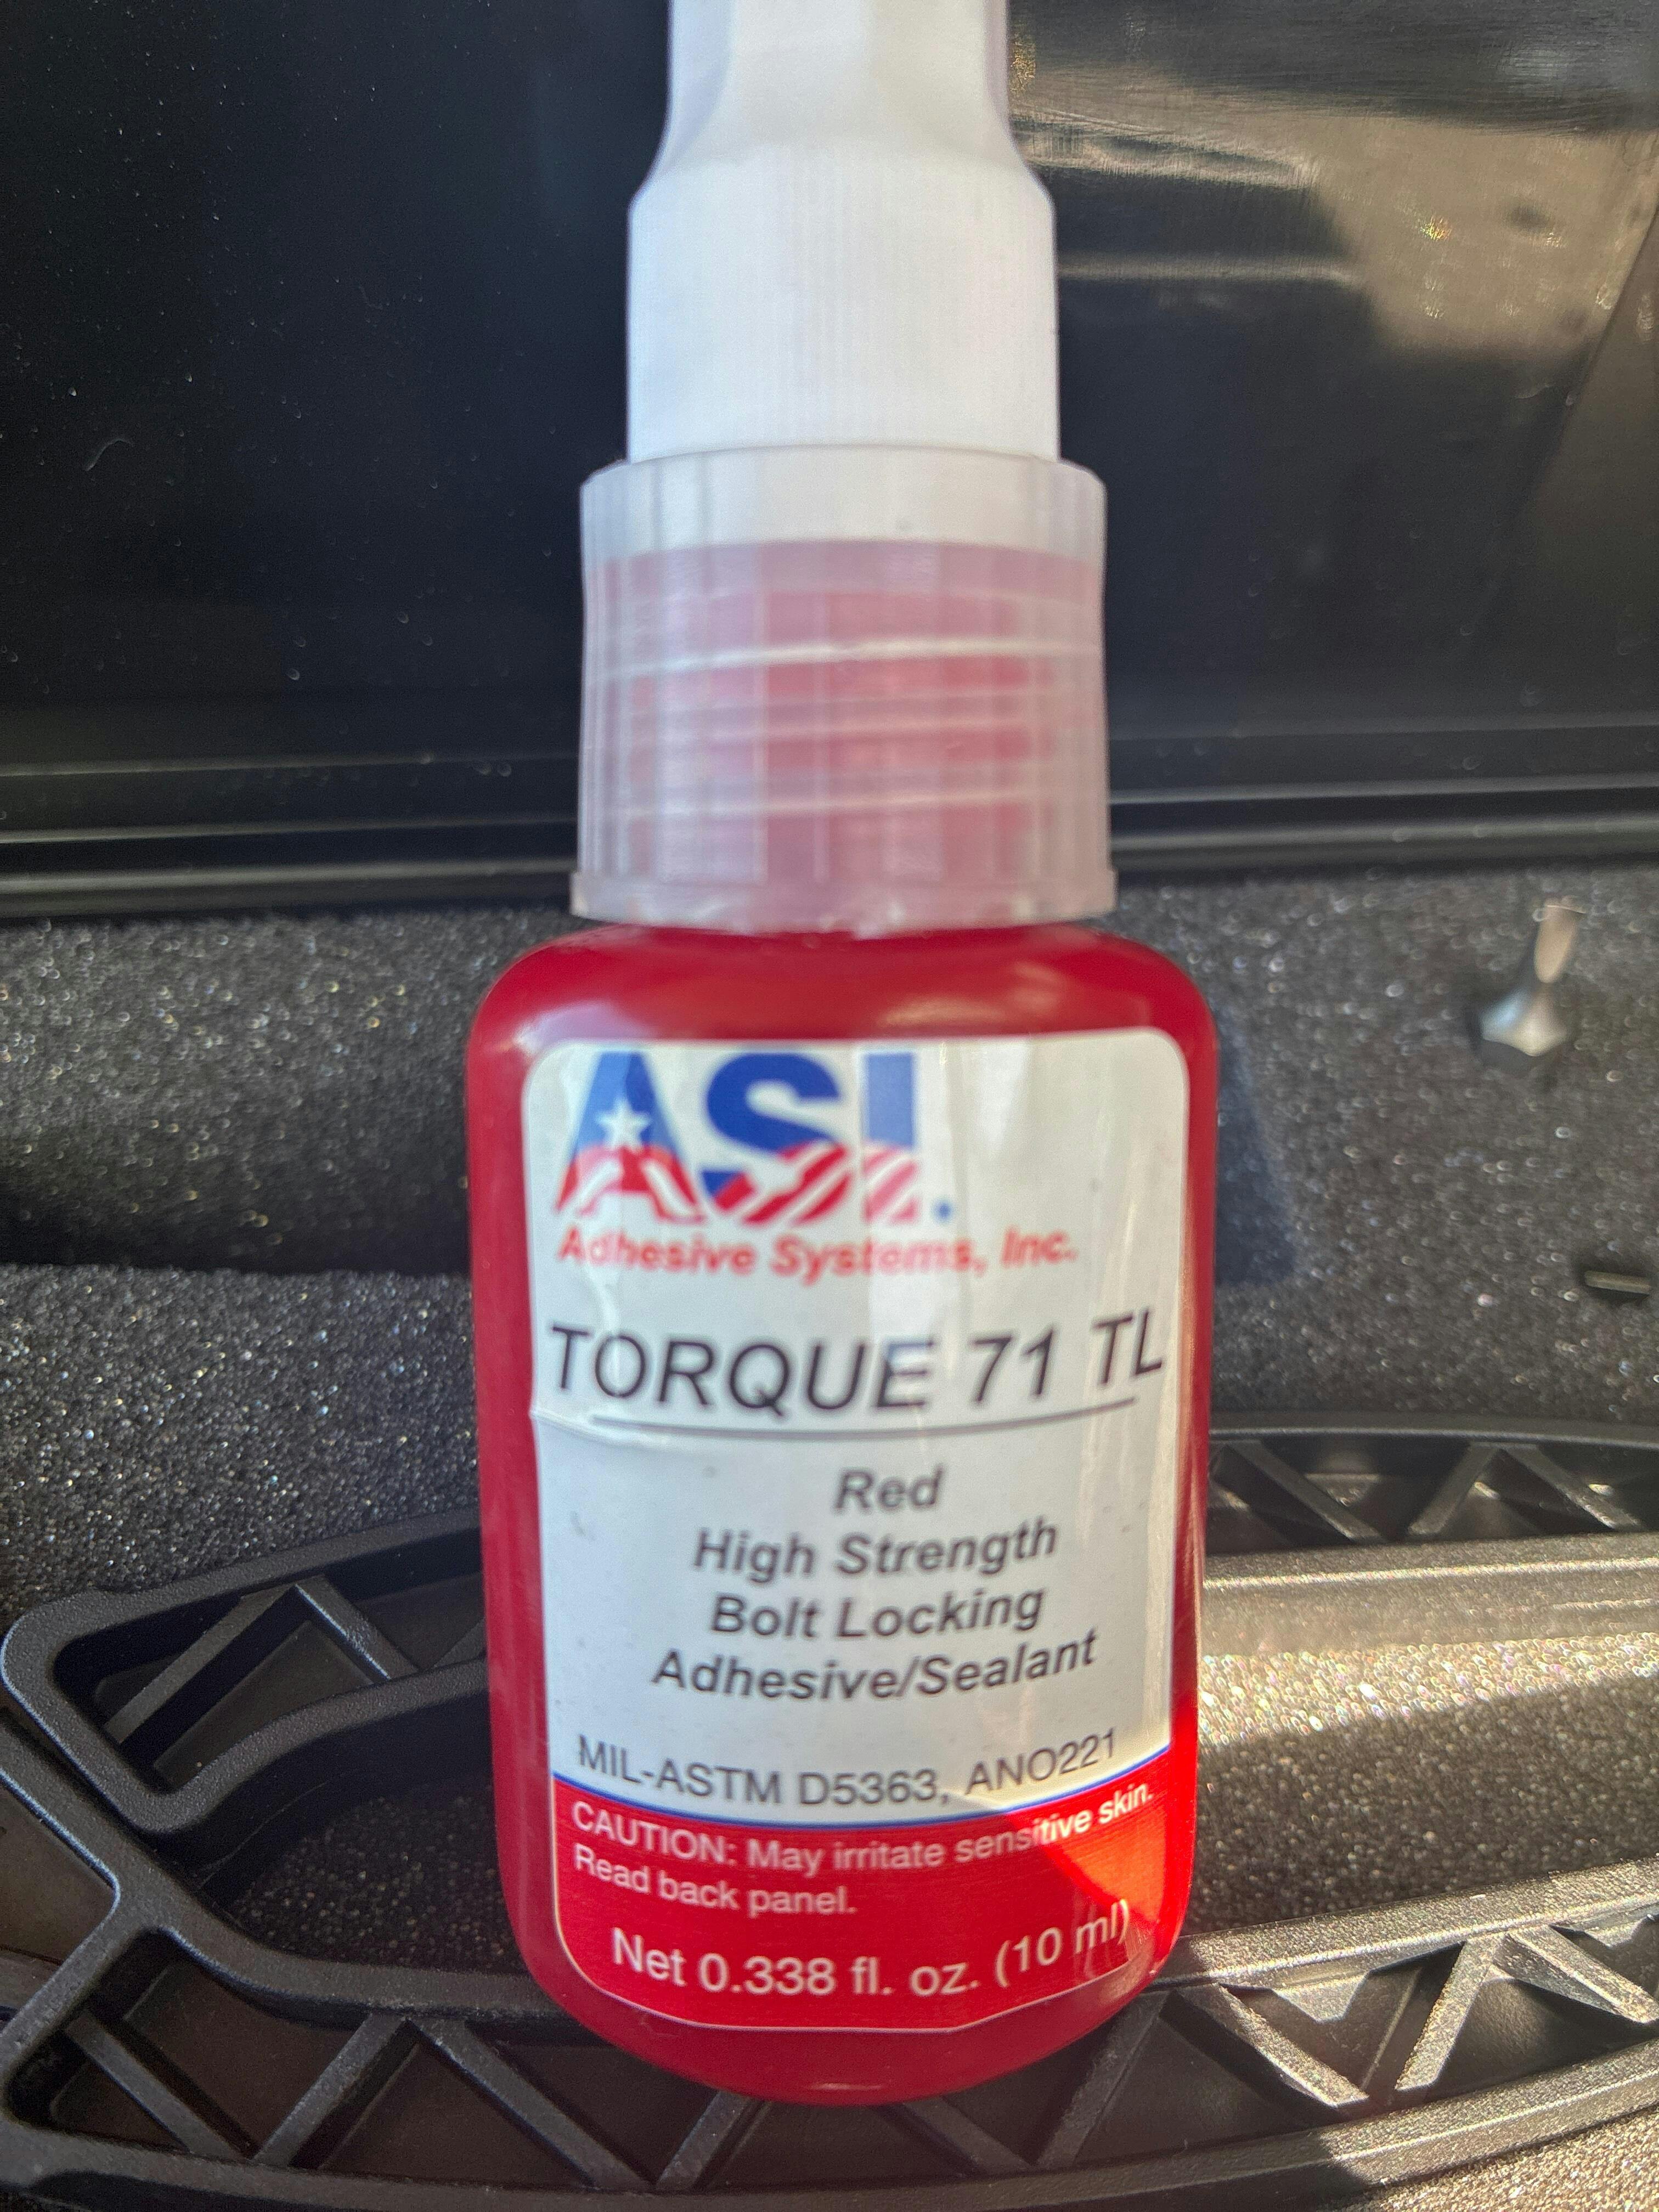 ASI.
Adhesive Systems, Inc.
TORQUE 71 TL
Red
High Strength
Bolt Locking
Adhesive/Sealant
MIL-ASTM D5363, ANO221
CAUTION: May irritate sensitive skin.
Read back panel.
Net 0.338 fl. oz. (10 ml)